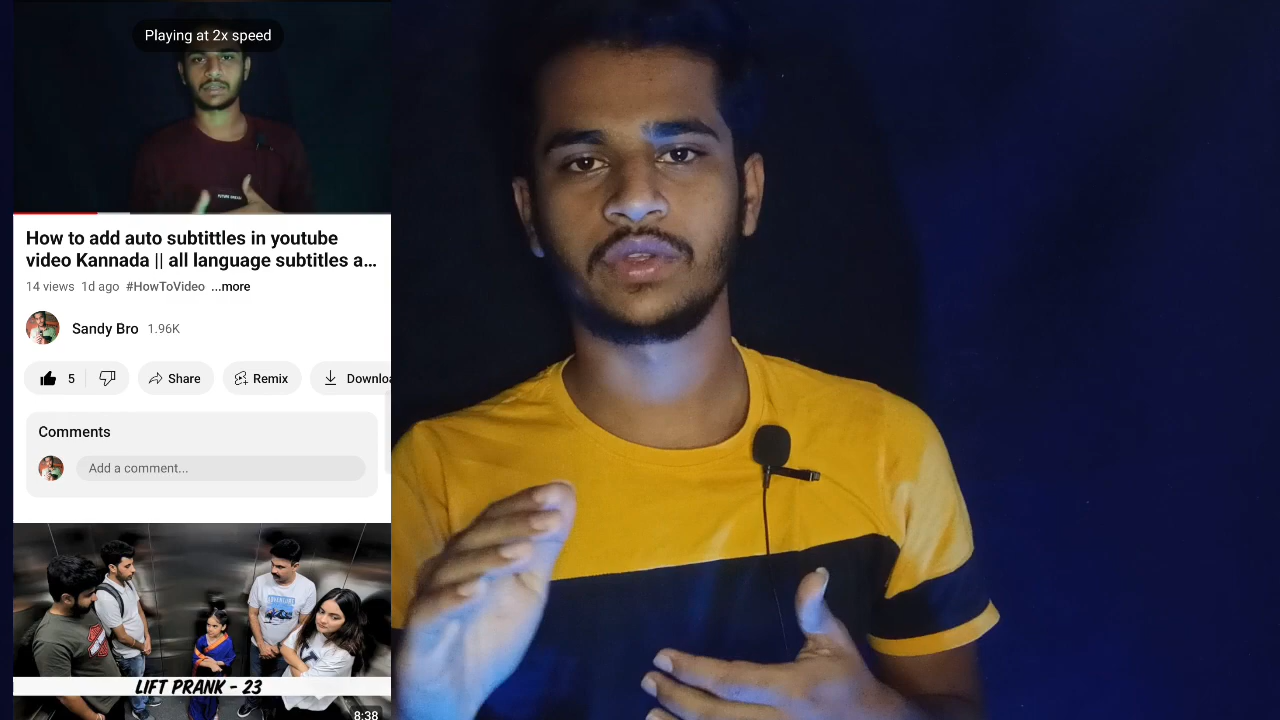 Playing at 2x speed
How to add auto subtittles in youtube
video Kannada || all language subtitles a...
14 views 1d ago #HowToVideo ...more
Sandy Bro 1.96K
5 Share Remix Downloa
Comments
Add a comment...
LIFT PRANK - 23
8:38